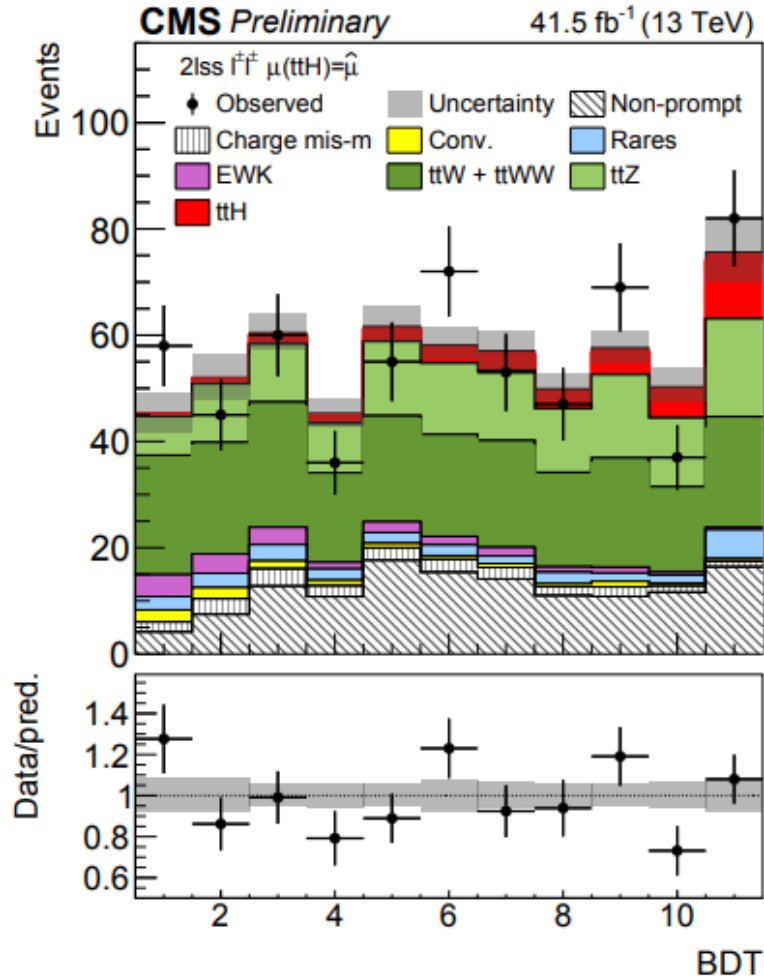 CMS Preliminary 41.5 fb⁻¹ (13 TeV)
2lss l±l± μ(ttH)=μ̂
Observed Uncertainty Non-prompt
Charge mis-m Conv. Rares
EWK ttW + ttWW ttZ
ttH
Events
100
80
60
40
20
0
Data/pred.
1.4
1.2
1
0.8
0.6
2 4 6 8 10
BDT